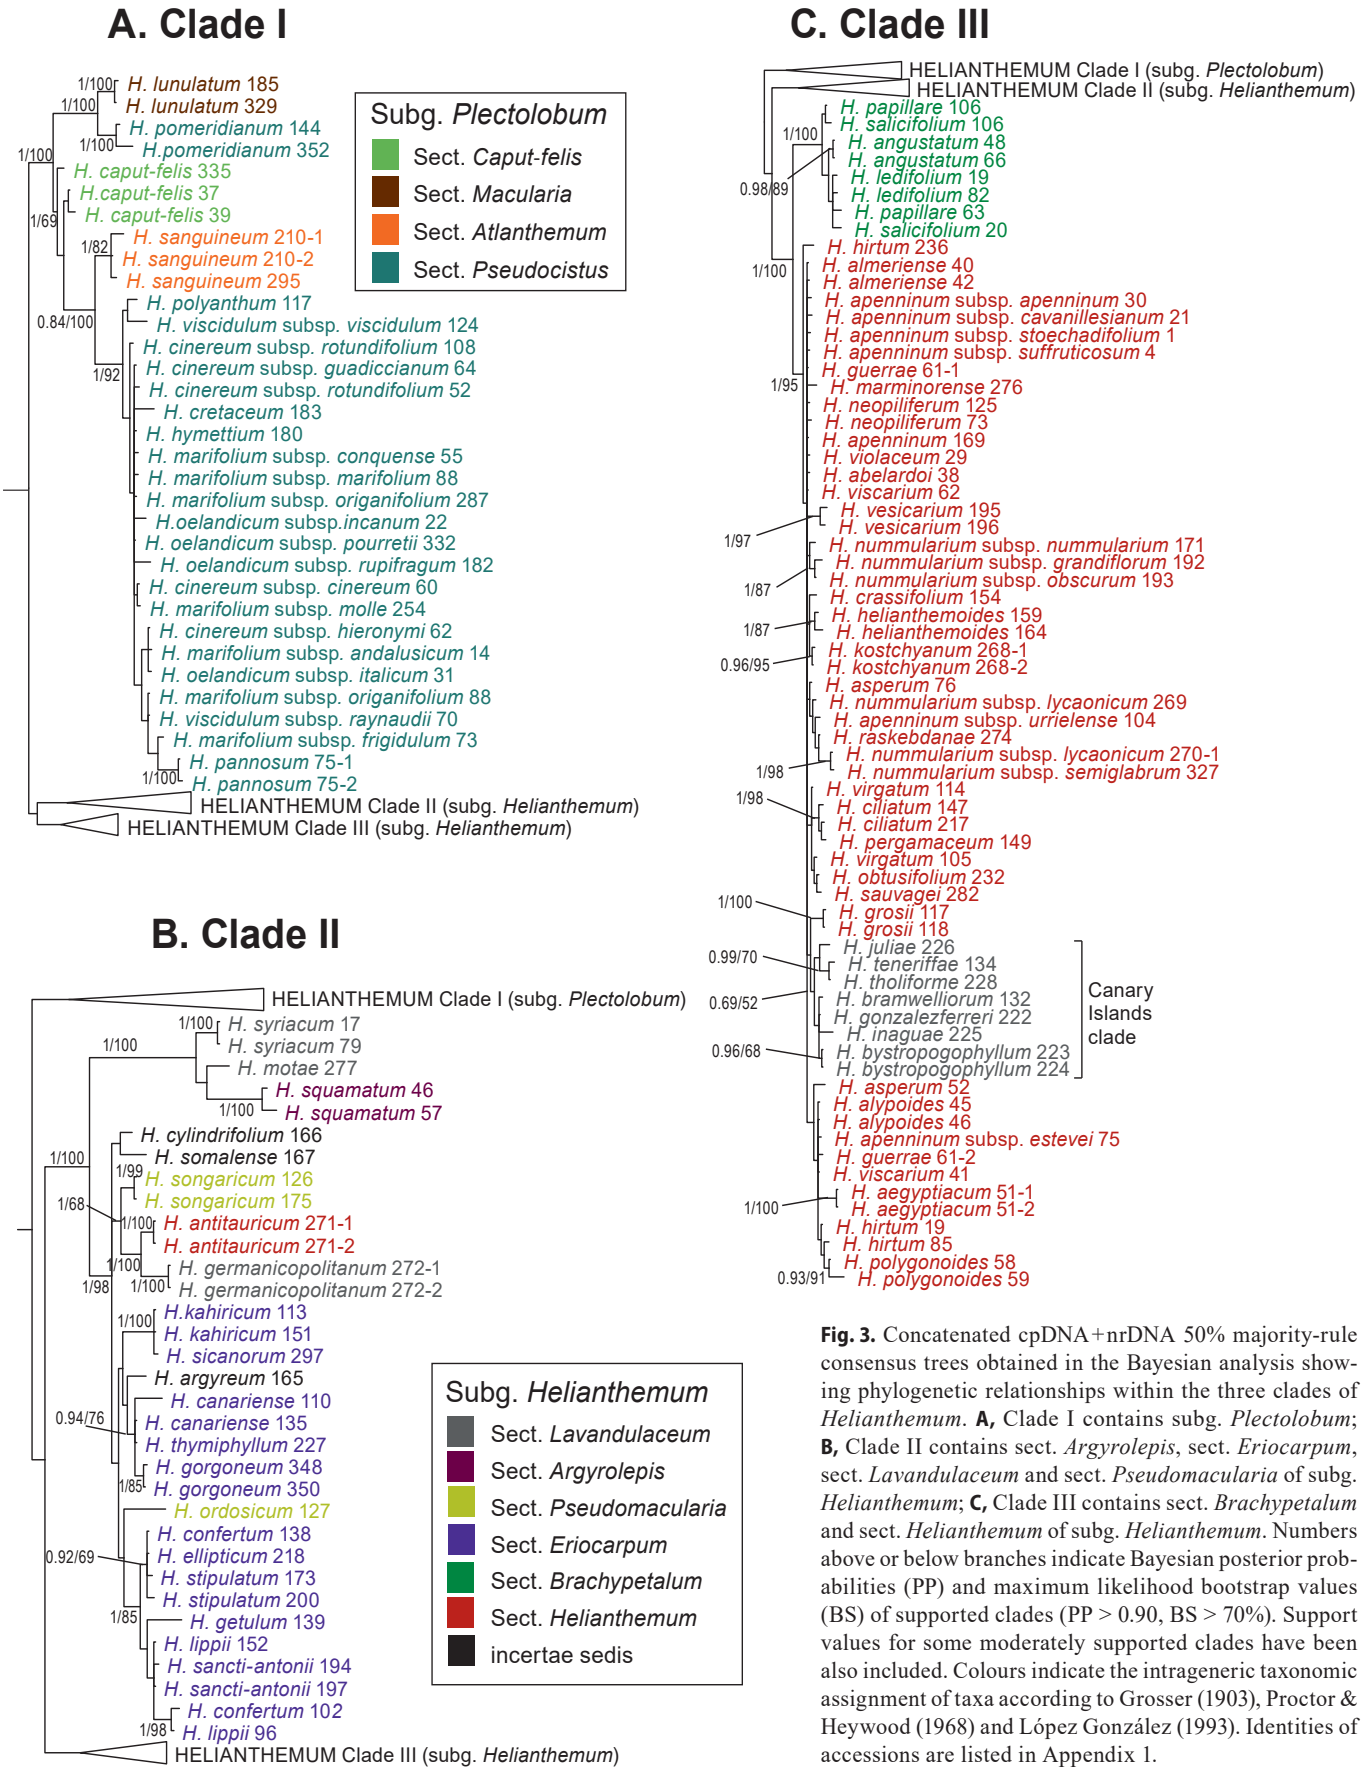 A. Clade I
1/100
H. lunulatum 185
1/100
H. lunulatum 329
H. pomeridianum 144
1/100
H.pomeridianum 352
1/100
H. caput-felis 335
H.caput-felis 37
H. caput-felis 39
1/69
H. sanguineum 210-1
1/82
H. sanguineum 210-2
H. sanguineum 295
H. polyanthum 117
0.84/100
H. viscidulum subsp. viscidulum 124
H. cinereum subsp. rotundifolium 108
H. cinereum subsp. guadiccianum 64
1/92
H. cinereum subsp. rotundifolium 52
H. cretaceum 183
H. hymettium 180
H. marifolium subsp. conquense 55
H. marifolium subsp. marifolium 88
H. marifolium subsp. origanifolium 287
H.oelandicum subsp.incanum 22
H. oelandicum subsp. pourretii 332
H. oelandicum subsp. rupifragum 182
H. cinereum subsp. cinereum 60
H. marifolium subsp. molle 254
H. cinereum subsp. hieronymi 62
H. marifolium subsp. andalusicum 14
H. oelandicum subsp. italicum 31
H. marifolium subsp. origanifolium 88
H. viscidulum subsp. raynaudii 70
H. marifolium subsp. frigidulum 73
H. pannosum 75-1
1/100
H. pannosum 75-2
HELIANTHEMUM Clade II (subg. Helianthemum)
HELIANTHEMUM Clade III (subg. Helianthemum)
Subg. Plectolobum
Sect. Caput-felis
Sect. Macularia
Sect. Atlanthemum
Sect. Pseudocistus
B. Clade II
HELIANTHEMUM Clade I (subg. Plectolobum)
1/100
H. syriacum 17
1/100
H. syriacum 79
H. motae 277
H. squamatum 46
1/100
H. squamatum 57
H. cylindrifolium 166
1/100
H. somalense 167
1/99
H. songaricum 126
1/68
H. songaricum 175
1/100
H. antitauricum 271-1
H. antitauricum 271-2
1/100
H. germanicopolitanum 272-1
1/98
1/100
H. germanicopolitanum 272-2
H.kahiricum 113
1/100
H. kahiricum 151
H. sicanorum 297
H. argyreum 165
H. canariense 110
0.94/76
H. canariense 135
H. thymiphyllum 227
H. gorgoneum 348
1/85
H. gorgoneum 350
H. ordosicum 127
H. confertum 138
0.92/69
H. ellipticum 218
H. stipulatum 173
H. stipulatum 200
1/85
H. getulum 139
H. lippii 152
H. sancti-antonii 194
H. sancti-antonii 197
H. confertum 102
1/98
H. lippii 96
HELIANTHEMUM Clade III (subg. Helianthemum)
Subg. Helianthemum
Sect. Lavandulaceum
Sect. Argyrolepis
Sect. Pseudomacularia
Sect. Eriocarpum
Sect. Brachypetalum
Sect. Helianthemum
incertae sedis
C. Clade III
HELIANTHEMUM Clade I (subg. Plectolobum)
HELIANTHEMUM Clade II (subg. Helianthemum)
H. papillare 106
H. salicifolium 106
1/100
H. angustatum 48
H. angustatum 66
H. ledifolium 19
0.98/89
H. ledifolium 82
H. papillare 63
H. salicifolium 20
H. hirtum 236
1/100
H. almeriense 40
H. almeriense 42
H. apenninum subsp. apenninum 30
H. apenninum subsp. cavanillesianum 21
H. apenninum subsp. stoechadifolium 1
H. apenninum subsp. suffruticosum 4
H. guerrae 61-1
1/95
H. marminorense 276
H. neopiliferum 125
H. neopiliferum 73
H. apenninum 169
H. violaceum 29
H. abelardoi 38
H. viscarium 62
H. vesicarium 195
H. vesicarium 196
1/97
H. nummularium subsp. nummularium 171
H. nummularium subsp. grandiflorum 192
H. nummularium subsp. obscurum 193
1/87
H. crassifolium 154
H. helianthemoides 159
1/87
H. helianthemoides 164
H. kostchyanum 268-1
0.96/95
H. kostchyanum 268-2
H. asperum 76
H. nummularium subsp. lycaonicum 269
H. apenninum subsp. urrielense 104
H. raskebdanae 274
H. nummularium subsp. lycaonicum 270-1
1/98
H. nummularium subsp. semiglabrum 327
H. virgatum 114
1/98
H. ciliatum 147
H. ciliatum 217
H. pergamaceum 149
H. virgatum 105
H. obtusifolium 232
H. sauvagei 282
1/100
H. grosii 117
H. grosii 118
H. juliae 226
0.99/70
H. teneriffae 134
H. tholiforme 228
0.69/52
H. bramwelliorum 132
H. gonzalezferreri 222
H. inaguae 225
0.96/68
H. bystropogophyllum 223
H. bystropogophyllum 224
Canary
Islands
clade
H. asperum 52
H. alypoides 45
H. alypoides 46
H. apenninum subsp. estevei 75
H. guerrae 61-2
H. viscarium 41
H. aegyptiacum 51-1
1/100
H. aegyptiacum 51-2
H. hirtum 19
H. hirtum 85
H. polygonoides 58
0.93/91
H. polygonoides 59
Fig. 3. Concatenated cpDNA+nrDNA 50% majority-rule
consensus trees obtained in the Bayesian analysis show-
ing phylogenetic relationships within the three clades of
Helianthemum. A, Clade I contains subg. Plectolobum;
B, Clade II contains sect. Argyrolepis, sect. Eriocarpum,
sect. Lavandulaceum and sect. Pseudomacularia of subg.
Helianthemum; C, Clade III contains sect. Brachypetalum
and sect. Helianthemum of subg. Helianthemum. Numbers
above or below branches indicate Bayesian posterior prob-
abilities (PP) and maximum likelihood bootstrap values
(BS) of supported clades (PP > 0.90, BS > 70%). Support
values for some moderately supported clades have been
also included. Colours indicate the intrageneric taxonomic
assignment of taxa according to Grosser (1903), Proctor &
Heywood (1968) and López González (1993). Identities of
accessions are listed in Appendix 1.